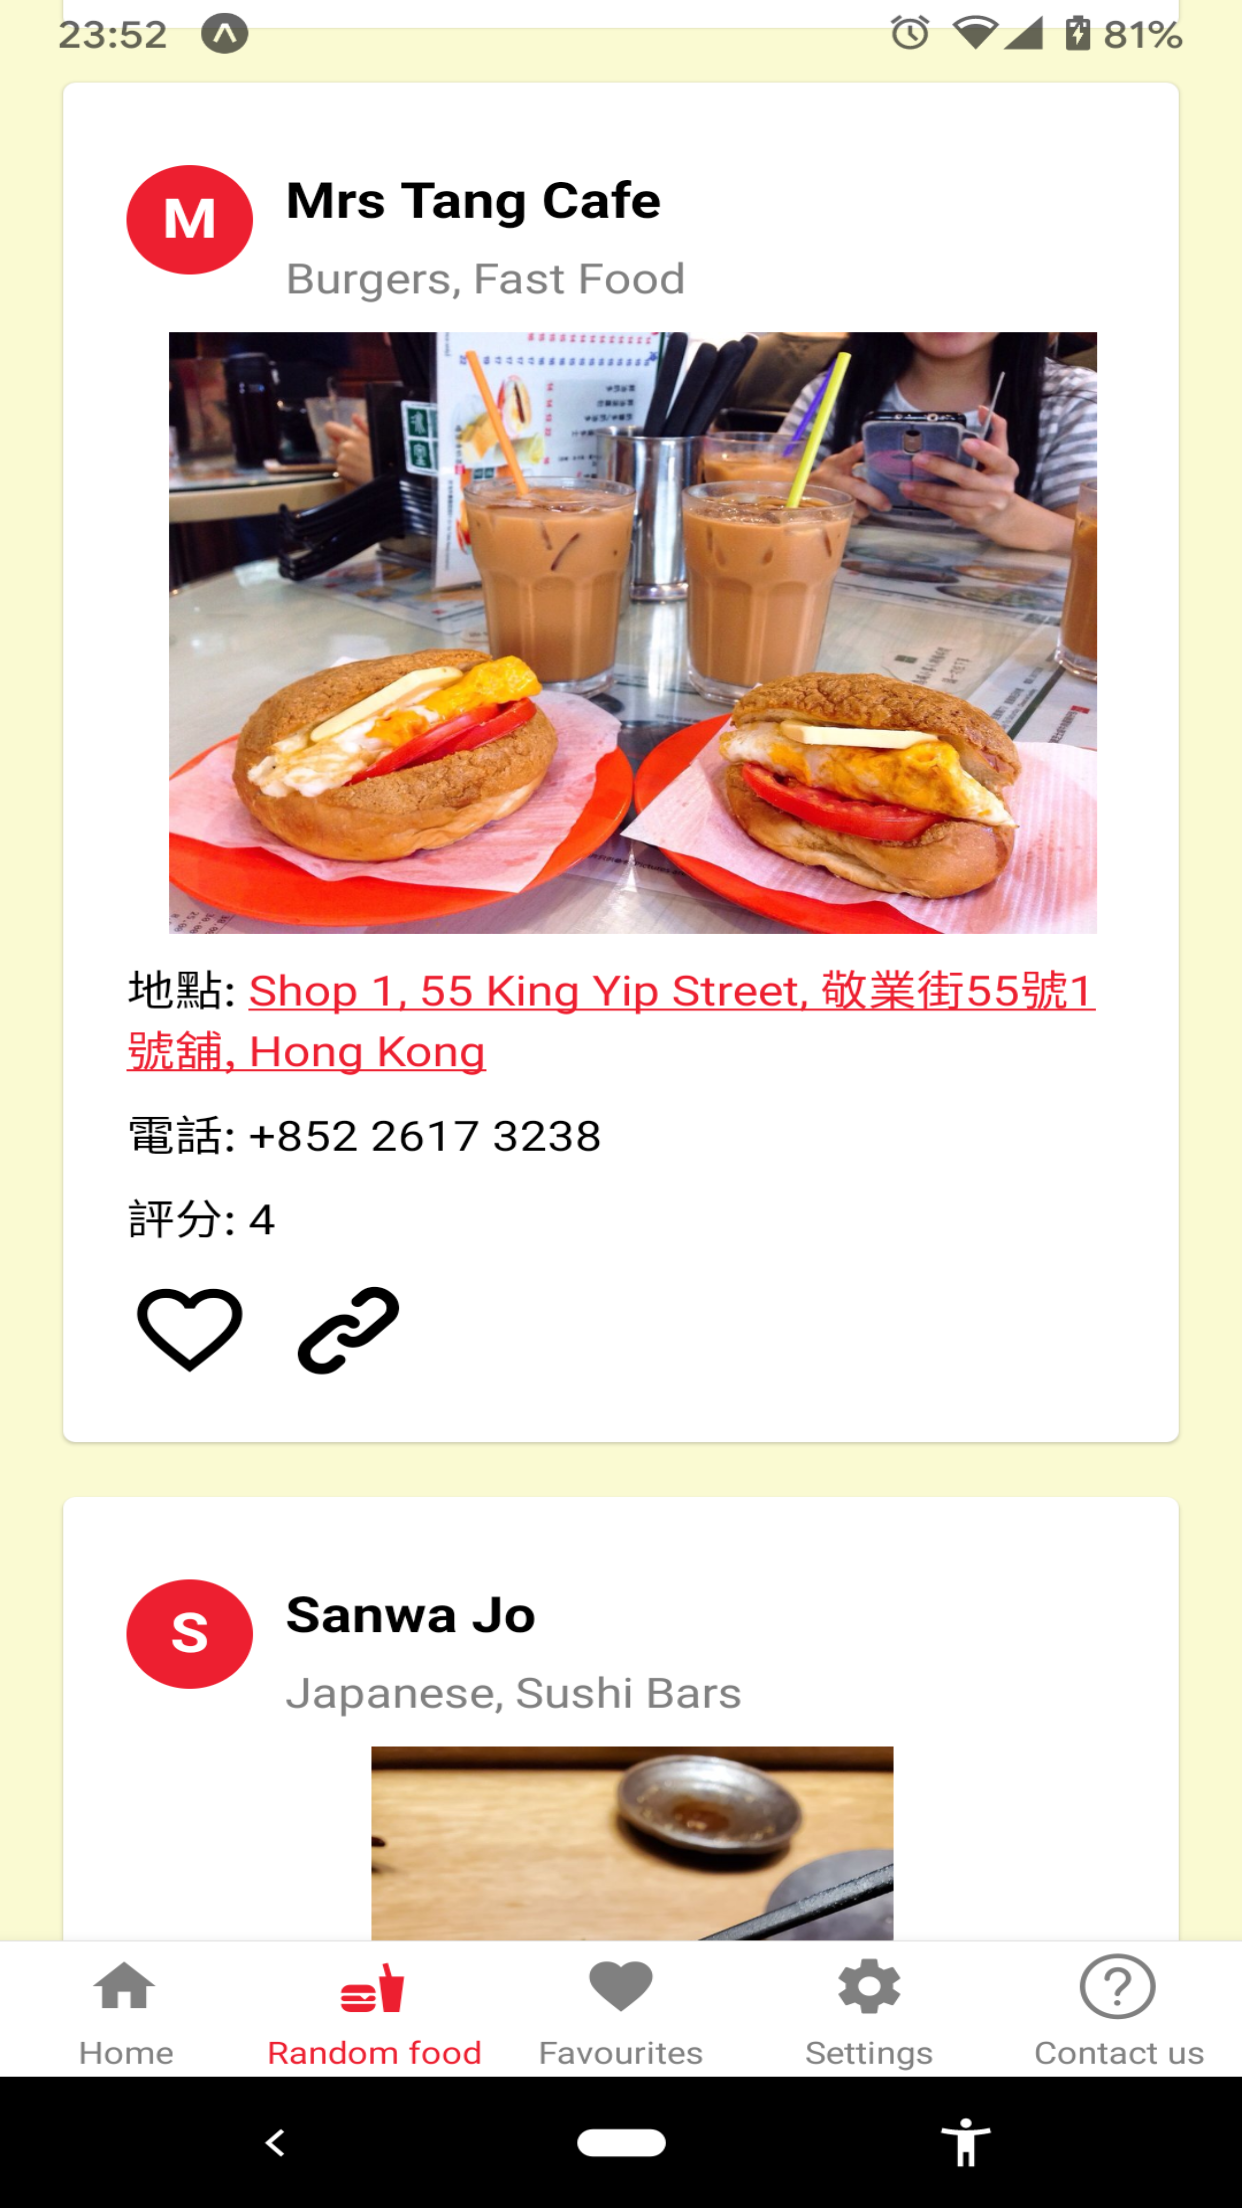 23:52
81%
M
Mrs Tang Cafe
Burgers, Fast Food
地點: Shop 1, 55 King Yip Street, 敬業街55號1
號舖, Hong Kong
電話: +852 2617 3238
評分: 4
S
Sanwa Jo
Japanese, Sushi Bars
Home
Random food
Favourites
Settings
Contact us